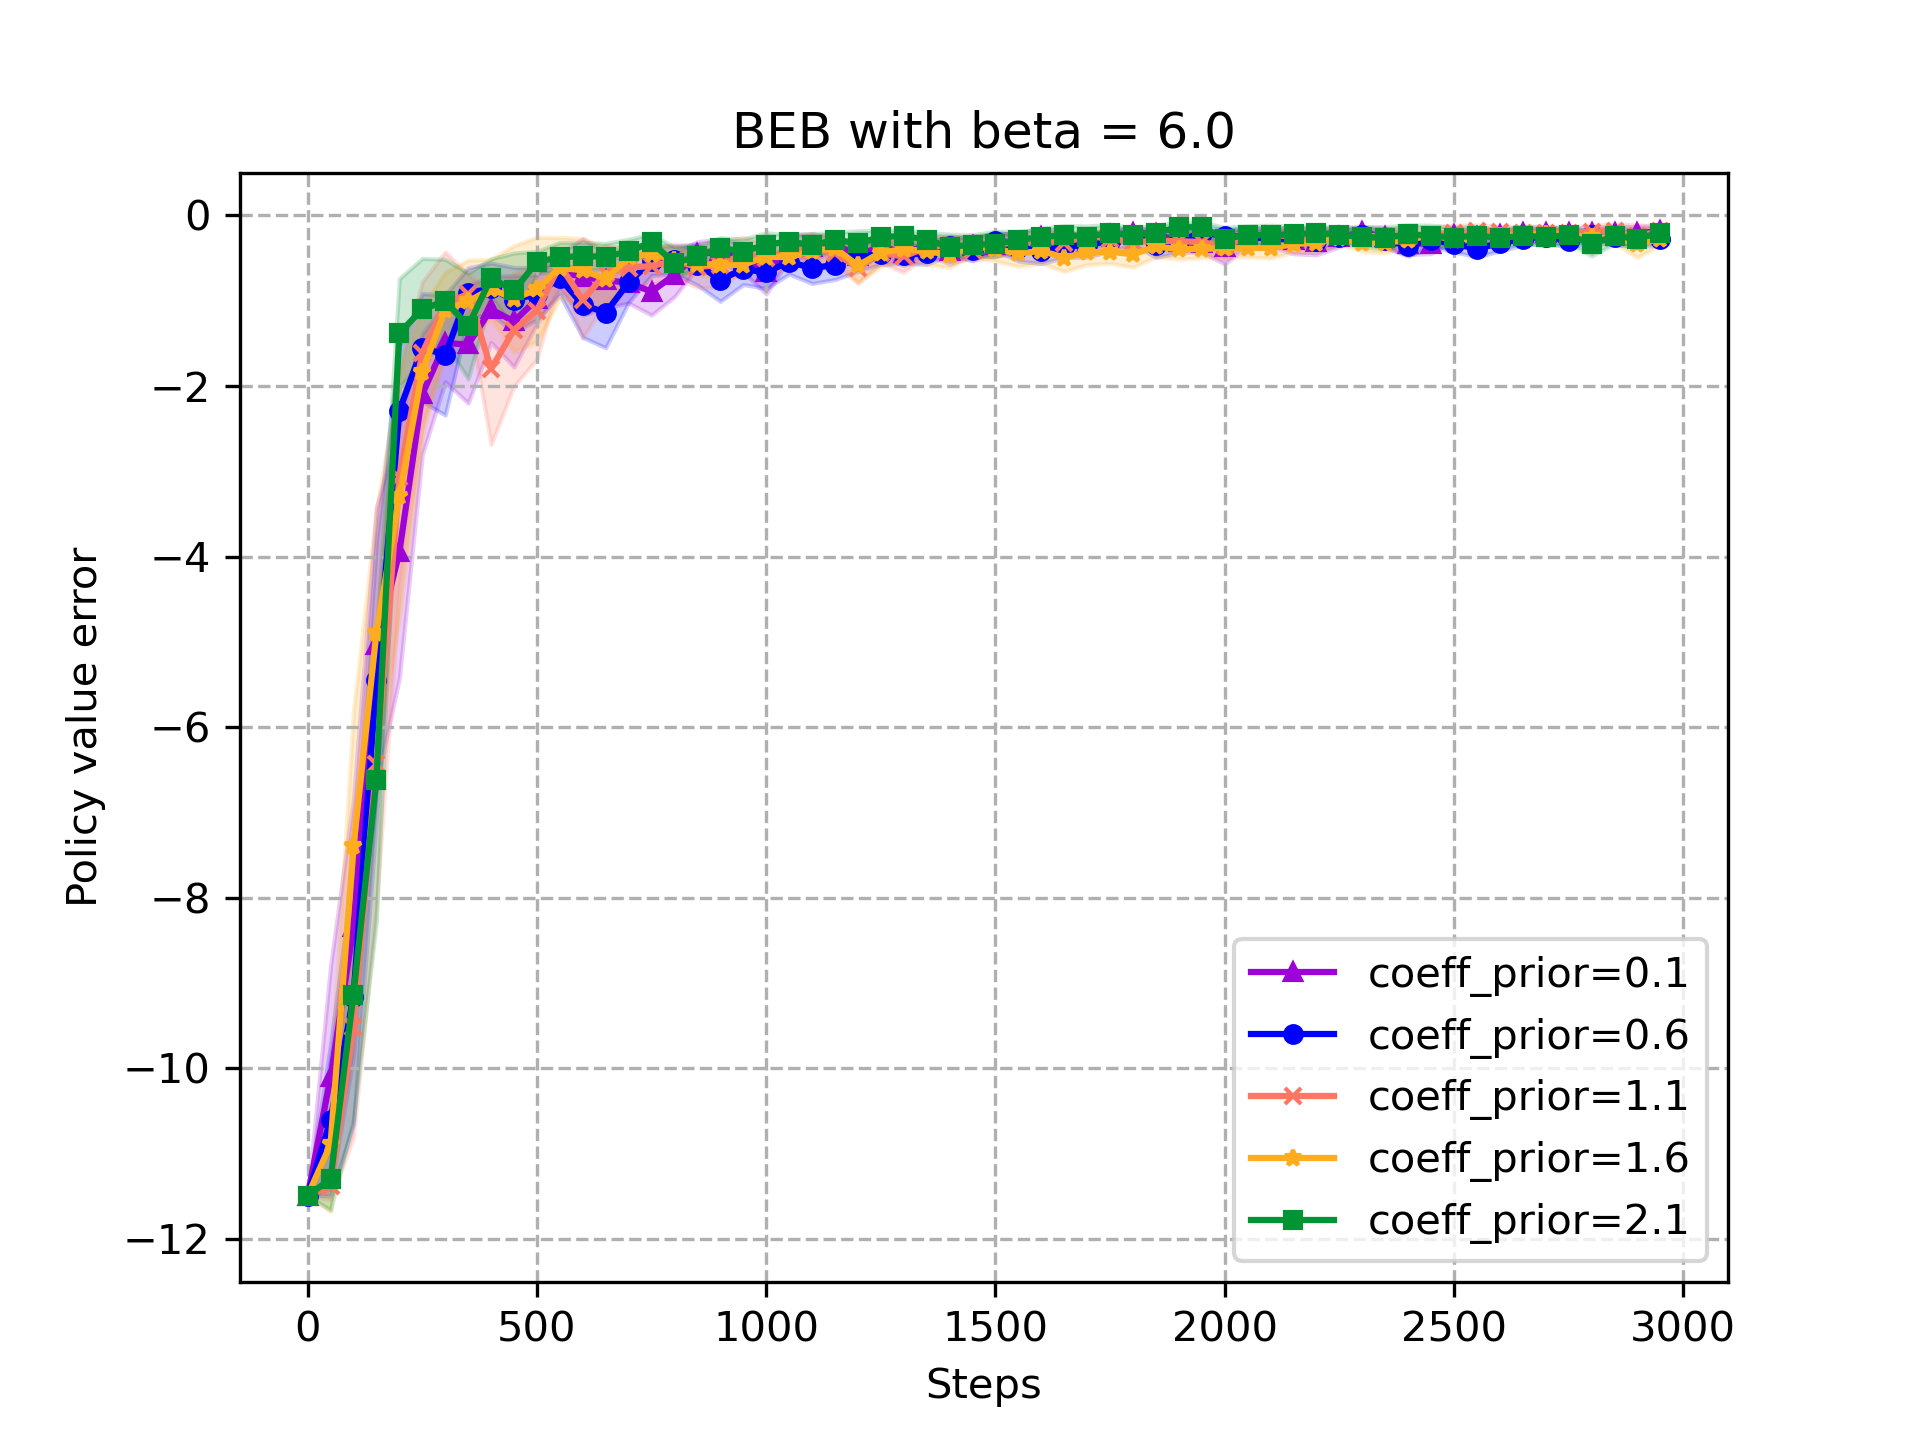 BEB with beta = 6.0
Policy value error
0
−2
−4
−6
−8
−10
−12
coeff_prior=0.1
coeff_prior=0.6
coeff_prior=1.1
coeff_prior=1.6
coeff_prior=2.1
0 500 1000 1500 2000 2500 3000
Steps